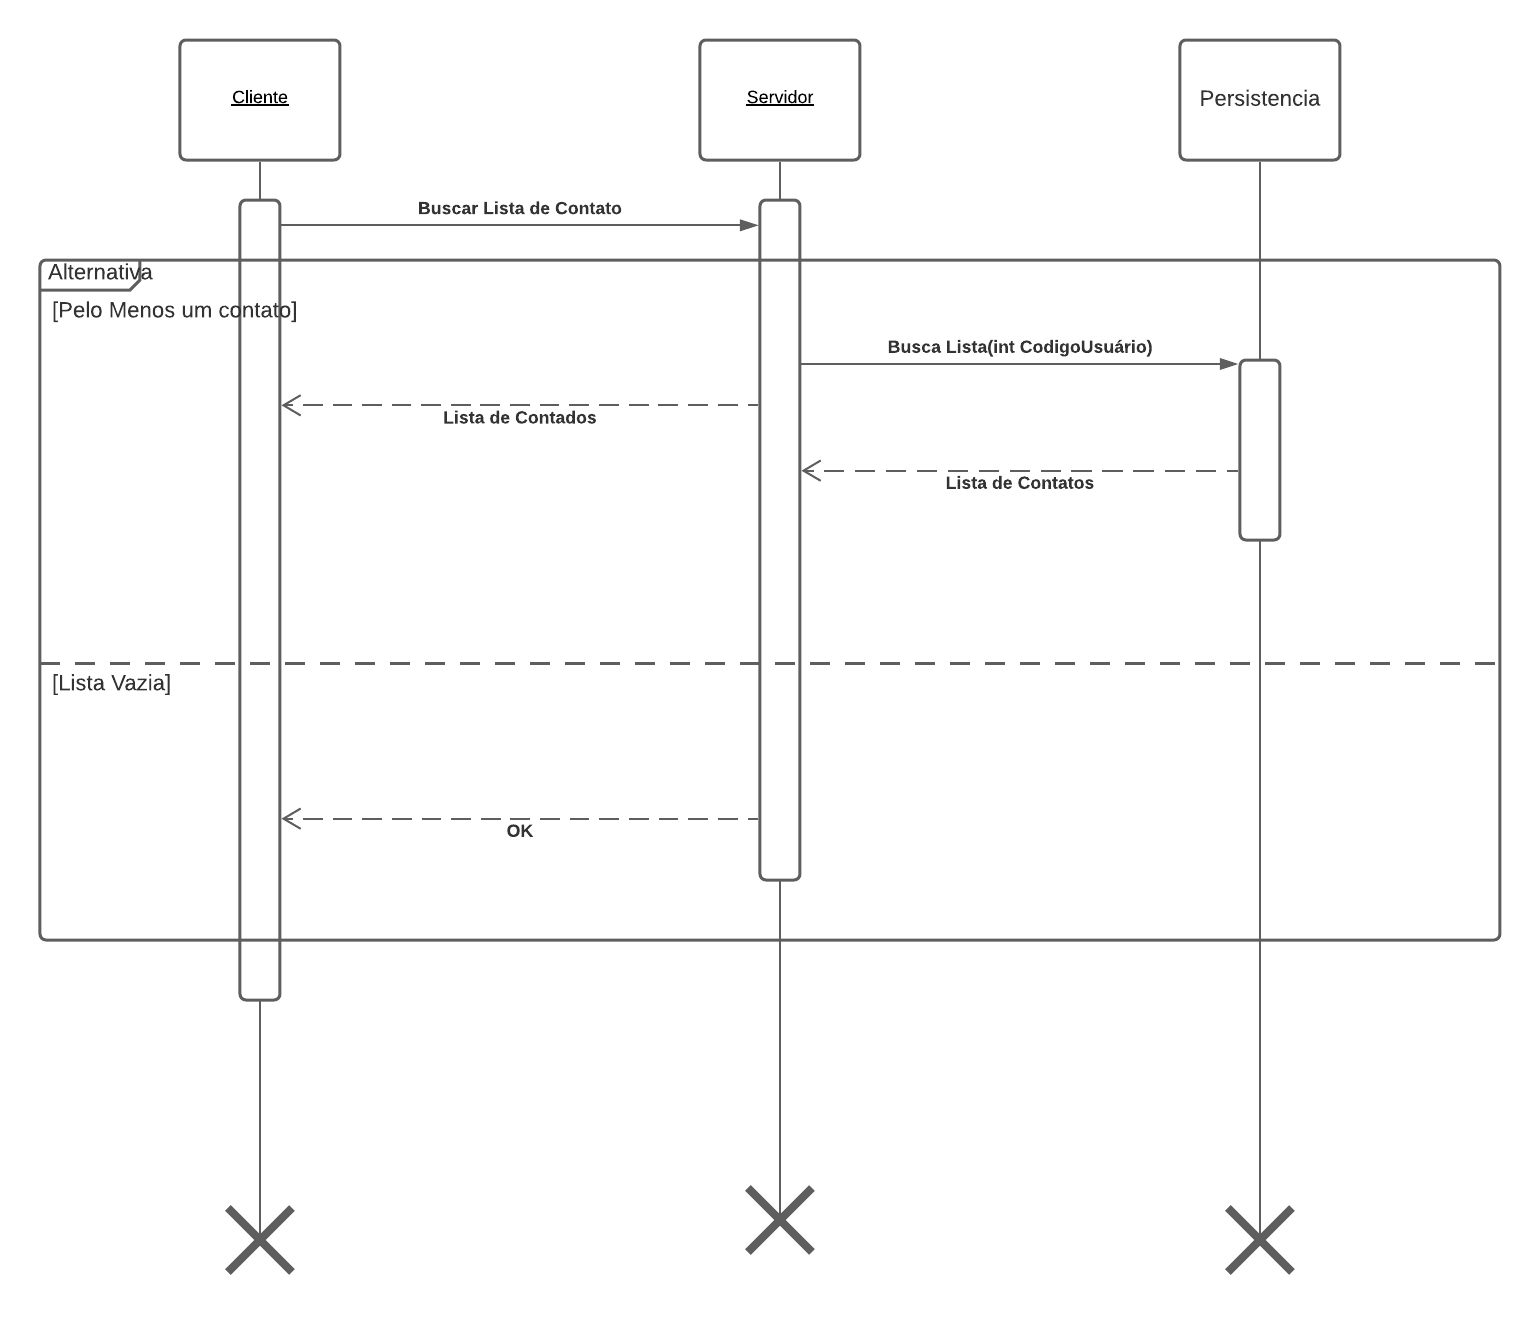 Cliente
Servidor
Persistencia
Buscar Lista de Contato
Alternativa
[Pelo Menos um contato]
Busca Lista(int CodigoUsuário)
Lista de Contados
Lista de Contatos
[Lista Vazia]
OK